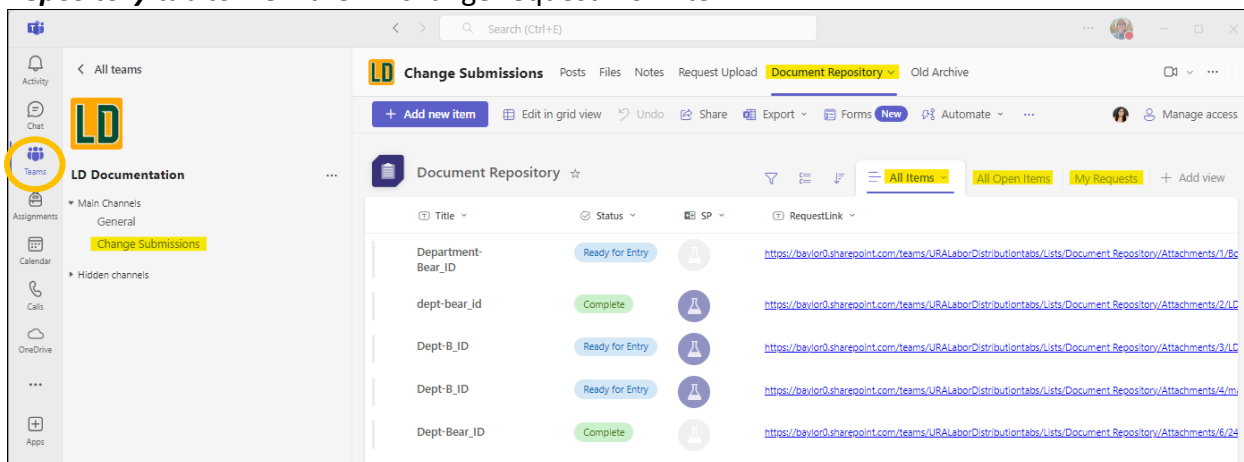 Search (Ctrl+E)
Activity
Chat
Teams
Assignments
Calendar
Calls
OneDrive
Apps
All teams
LD
LD Documentation
Main Channels
General
Change Submissions
Hidden channels
LD Change Submissions Posts Files Notes Request Upload Document Repository Old Archive
+ Add new item Edit in grid view Undo Share Export Forms New Automate Manage access
Document Repository All Items All Open Items My Requests + Add view
Title Status SP RequestLink
Department-
Bear_ID Ready for Entry https://baylor0.sharepoint.com/teams/URALaborDistributiontabs/Lists/Document Repository/Attachments/1/Bo
dept-bear_id Complete https://baylor0.sharepoint.com/teams/URALaborDistributiontabs/Lists/Document Repository/Attachments/2/LD
Dept-B_ID Ready for Entry https://baylor0.sharepoint.com/teams/URALaborDistributiontabs/Lists/Document Repository/Attachments/3/LD
Dept-B_ID Ready for Entry https://baylor0.sharepoint.com/teams/URALaborDistributiontabs/Lists/Document Repository/Attachments/4/m
Dept-Bear_ID Complete https://baylor0.sharepoint.com/teams/URALaborDistributiontabs/Lists/Document Repository/Attachments/6/24